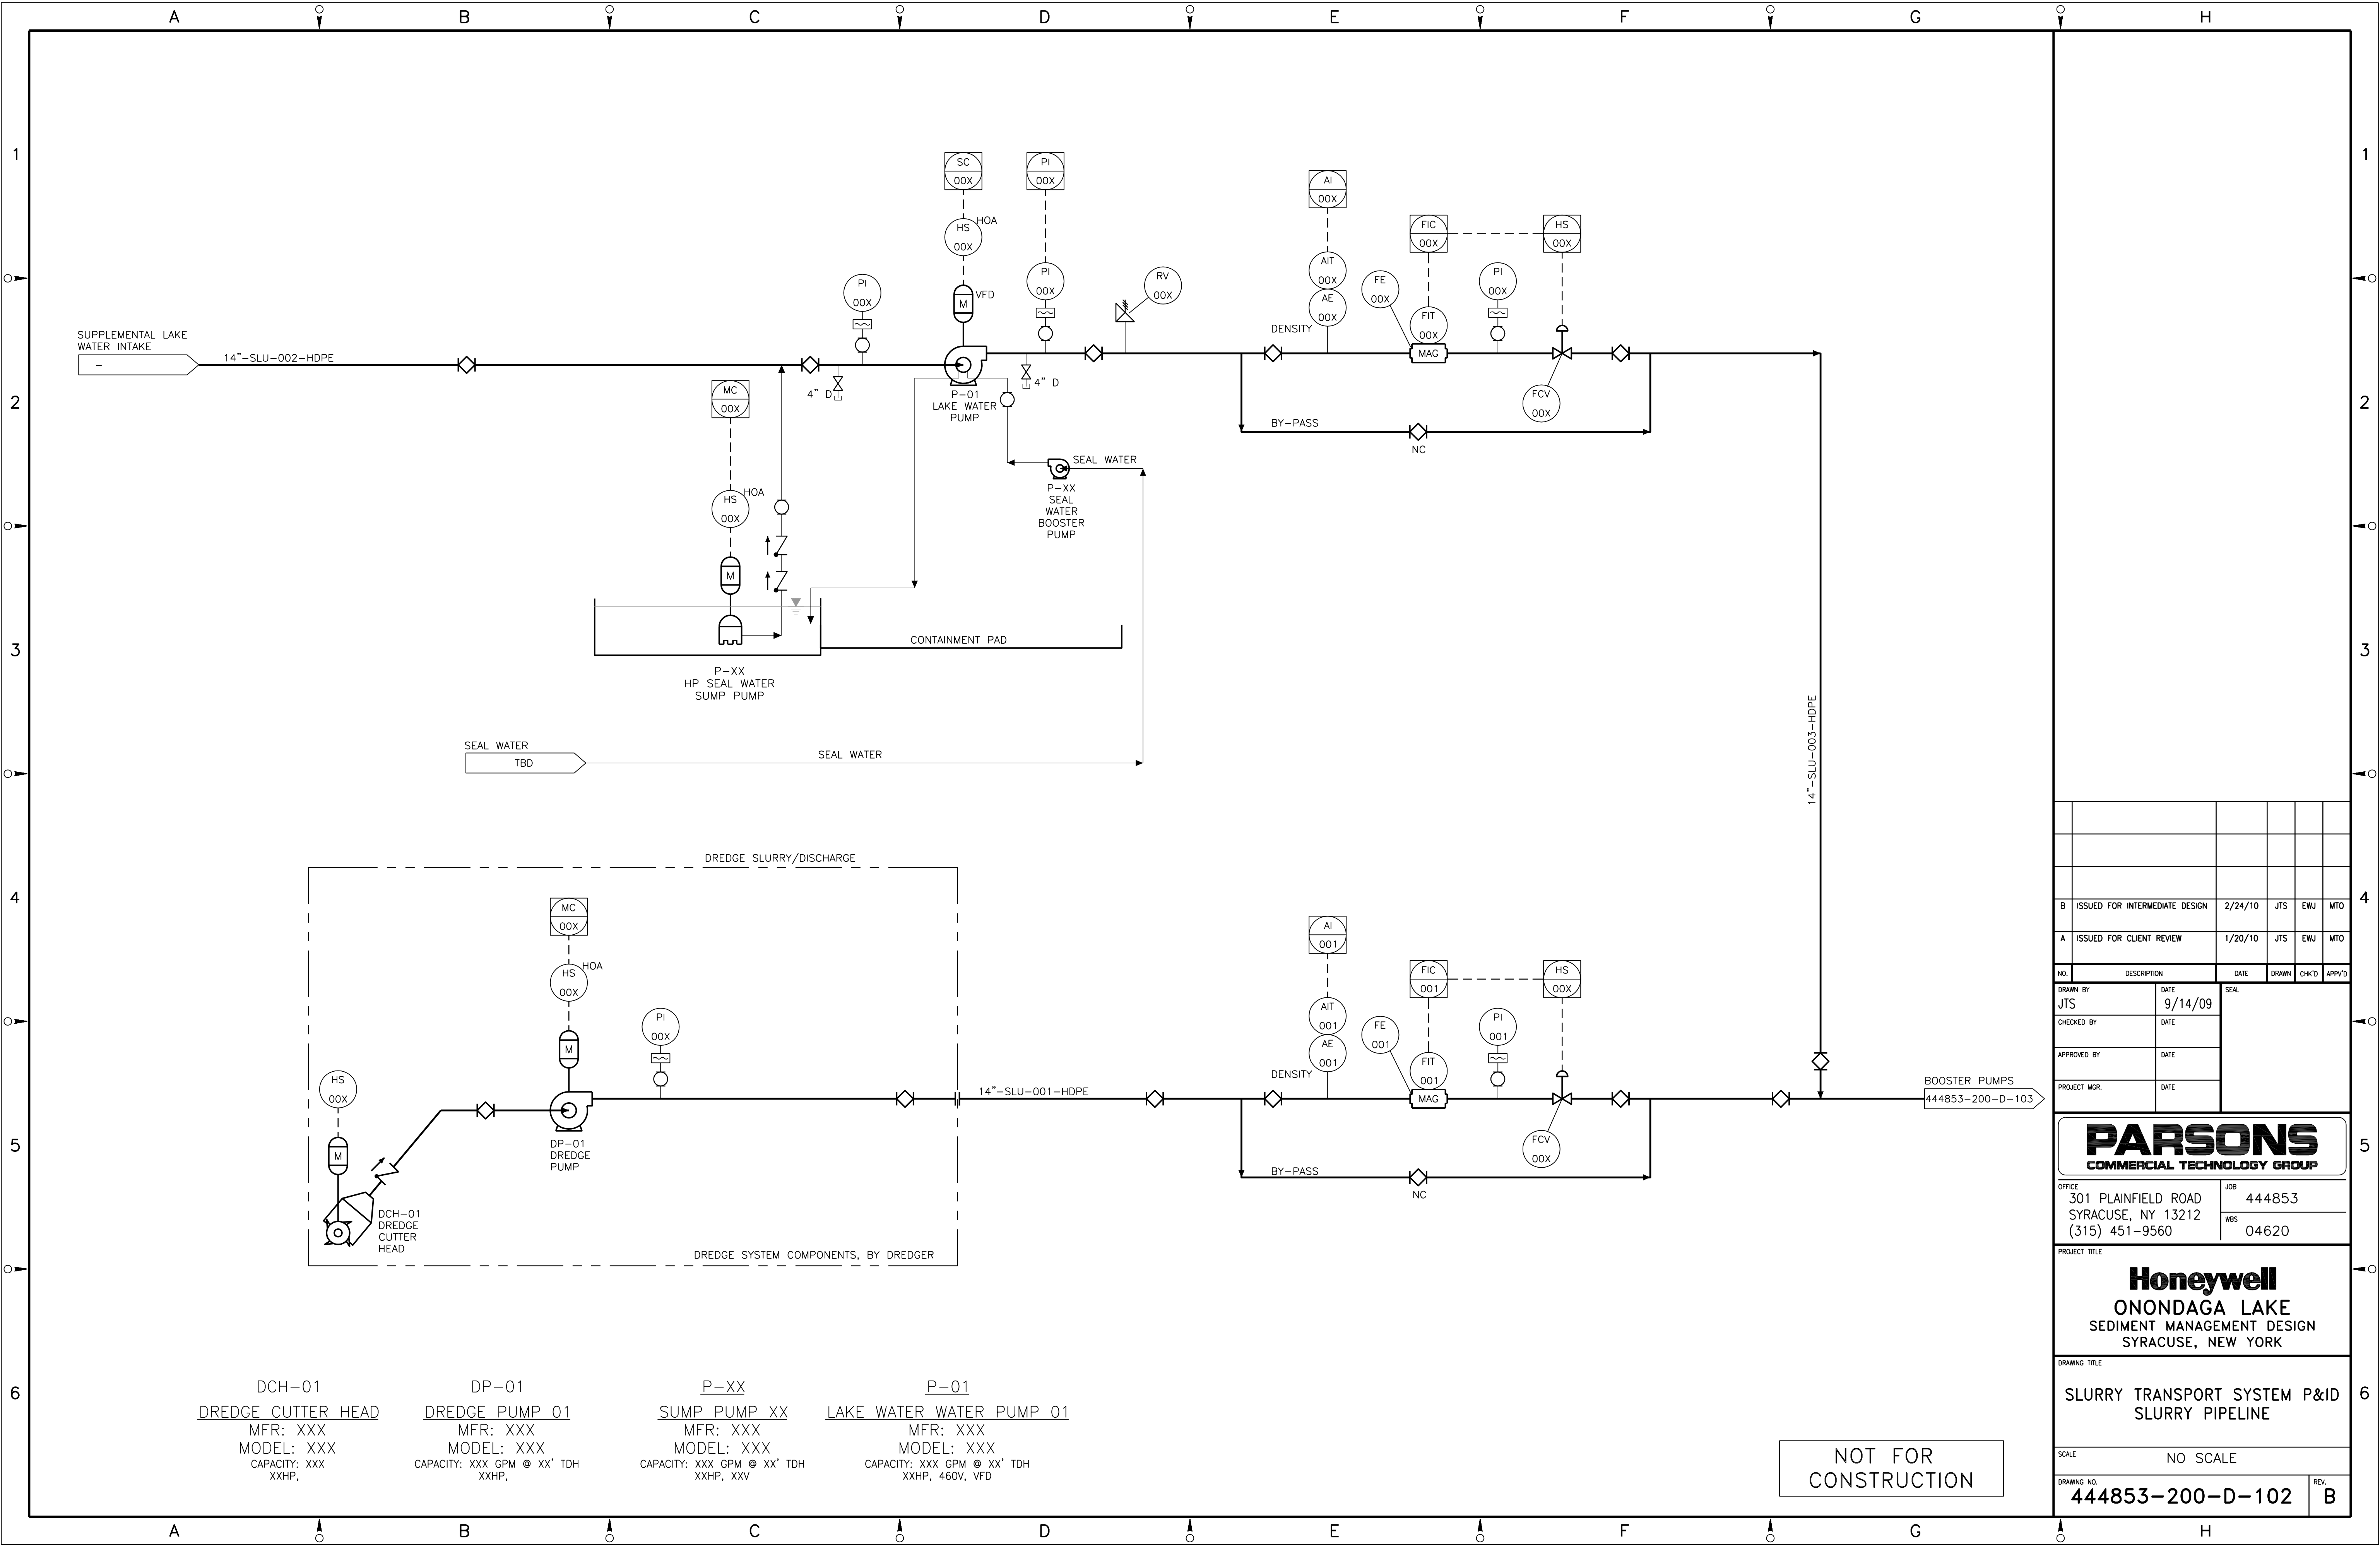 A B C D E F G H
1 1
2 2
3 3
4 4
5 5
6 6
SUPPLEMENTAL LAKE
WATER INTAKE
–
14"-SLU-002-HDPE
4" D
PI
00X
SC
00X
HS
00X
HOA
M
VFD
P-01
LAKE WATER
PUMP
PI
00X
PI
00X
4" D
RV
00X
AI
00X
AIT
00X
AE
00X
DENSITY
FE
00X
FIC
00X
FIT
00X
MAG
PI
00X
HS
00X
FCV
00X
BY-PASS
NC
MC
00X
HS
00X
HOA
M
P-XX
HP SEAL WATER
SUMP PUMP
CONTAINMENT PAD
SEAL WATER
P-XX
SEAL
WATER
BOOSTER
PUMP
SEAL WATER
TBD
SEAL WATER
14"-SLU-003-HDPE
DREDGE SLURRY/DISCHARGE
MC
00X
HS
00X
HOA
M
DP-01
DREDGE
PUMP
PI
00X
HS
00X
M
DCH-01
DREDGE
CUTTER
HEAD
DREDGE SYSTEM COMPONENTS, BY DREDGER
14"-SLU-001-HDPE
AI
001
AIT
001
AE
001
DENSITY
FE
001
FIC
001
FIT
001
MAG
PI
001
HS
00X
FCV
00X
BY-PASS
NC
BOOSTER PUMPS
444853-200-D-103
DCH-01
DREDGE CUTTER HEAD
MFR: XXX
MODEL: XXX
CAPACITY: XXX
XXHP,
DP-01
DREDGE PUMP 01
MFR: XXX
MODEL: XXX
CAPACITY: XXX GPM @ XX' TDH
XXHP,
P-XX
SUMP PUMP XX
MFR: XXX
MODEL: XXX
CAPACITY: XXX GPM @ XX' TDH
XXHP, XXV
P-01
LAKE WATER WATER PUMP 01
MFR: XXX
MODEL: XXX
CAPACITY: XXX GPM @ XX' TDH
XXHP, 460V, VFD
NOT FOR
CONSTRUCTION
B ISSUED FOR INTERMEDIATE DESIGN 2/24/10 JTS EWJ MTO
A ISSUED FOR CLIENT REVIEW 1/20/10 JTS EWJ MTO
NO. DESCRIPTION DATE DRAWN CHK'D APPV'D
DRAWN BY DATE SEAL
JTS 9/14/09
CHECKED BY DATE
APPROVED BY DATE
PROJECT MGR. DATE
PARSONS
COMMERCIAL TECHNOLOGY GROUP
OFFICE
301 PLAINFIELD ROAD
SYRACUSE, NY 13212
(315) 451-9560
JOB
444853
WBS
04620
PROJECT TITLE
Honeywell
ONONDAGA LAKE
SEDIMENT MANAGEMENT DESIGN
SYRACUSE, NEW YORK
DRAWING TITLE
SLURRY TRANSPORT SYSTEM P&ID
SLURRY PIPELINE
SCALE
NO SCALE
DRAWING NO. REV.
444853-200-D-102 B
A B C D E F G H